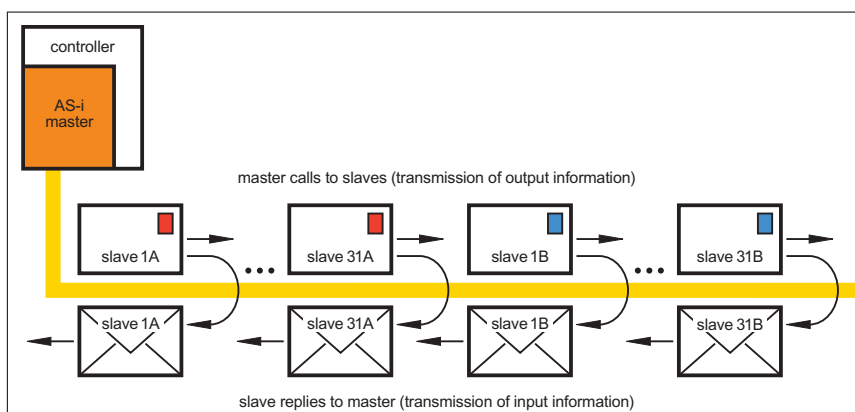 controller
AS-i
master
master calls to slaves (transmission of output information)
slave 1A
slave 31A
slave 1B
slave 31B
slave 1A
slave 31A
slave 1B
slave 31B
slave replies to master (transmission of input information)